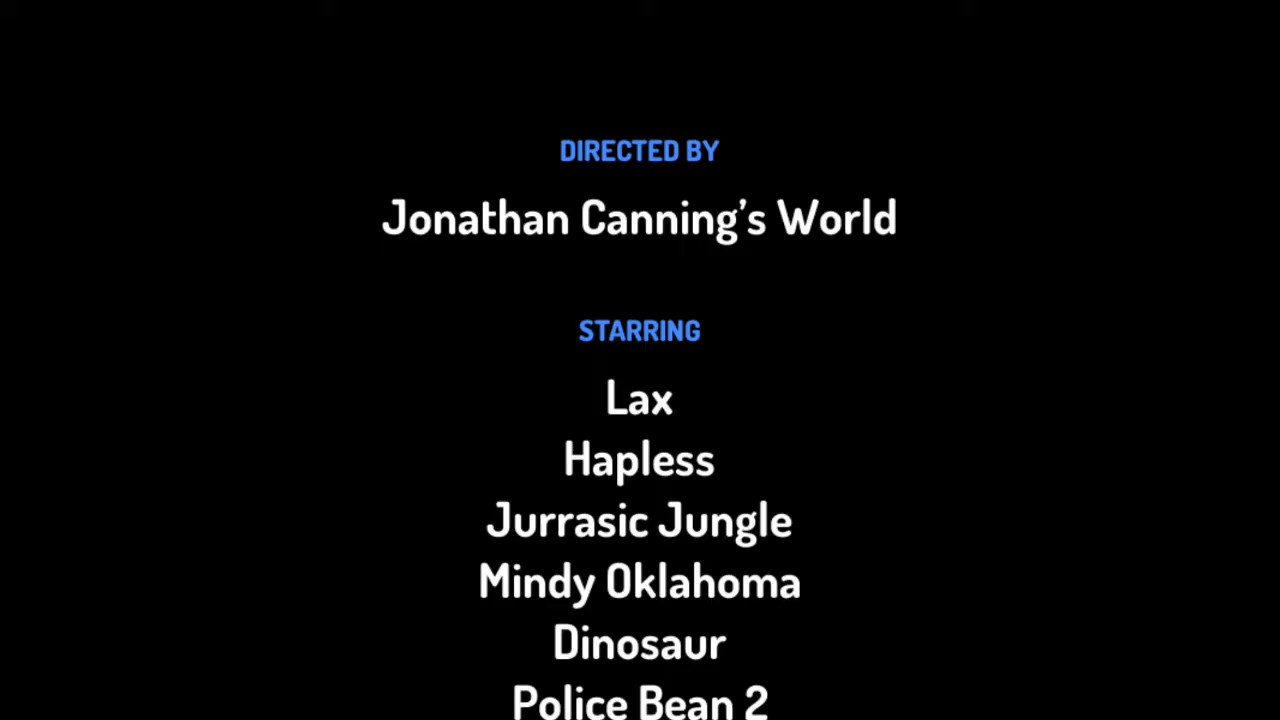 DIRECTED BY
Jonathan Canning’s World
STARRING
Lax
Hapless
Jurrasic Jungle
Mindy Oklahoma
Dinosaur
Police Bean 2